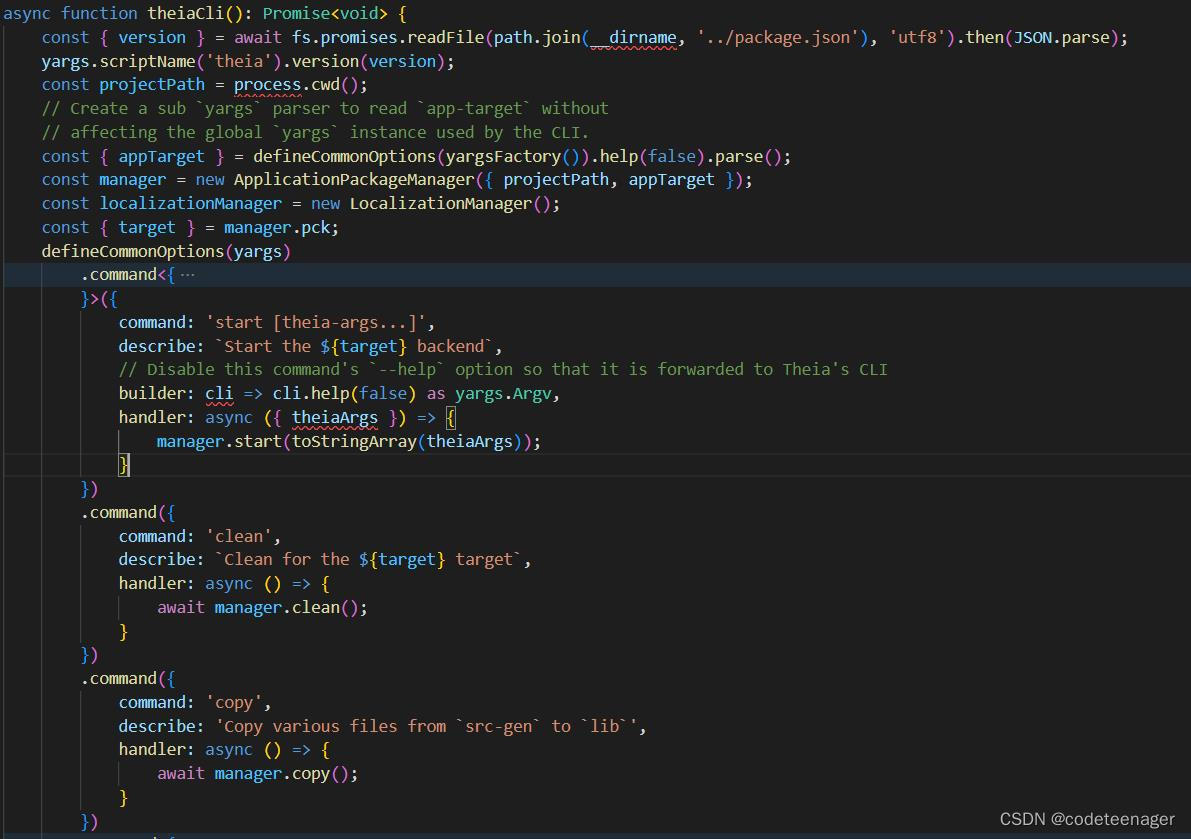 async function theiaCli(): Promise<void> {
    const { version } = await fs.promises.readFile(path.join(__dirname, '../package.json'), 'utf8').then(JSON.parse);
    yargs.scriptName('theia').version(version);
    const projectPath = process.cwd();
    // Create a sub `yargs` parser to read `app-target` without
    // affecting the global `yargs` instance used by the CLI.
    const { appTarget } = defineCommonOptions(yargsFactory()).help(false).parse();
    const manager = new ApplicationPackageManager({ projectPath, appTarget });
    const localizationManager = new LocalizationManager();
    const { target } = manager.pck;
    defineCommonOptions(yargs)
        .command<{ ···
        }>({
            command: 'start [theia-args...]',
            describe: `Start the ${target} backend`,
            // Disable this command's `--help` option so that it is forwarded to Theia's CLI
            builder: cli => cli.help(false) as yargs.Argv,
            handler: async ({ theiaArgs }) => {
                manager.start(toStringArray(theiaArgs));
            }
        })
        .command({
            command: 'clean',
            describe: `Clean for the ${target} target`,
            handler: async () => {
                await manager.clean();
            }
        })
        .command({
            command: 'copy',
            describe: 'Copy various files from `src-gen` to `lib`',
            handler: async () => {
                await manager.copy();
            }
        })
CSDN @codeteenager